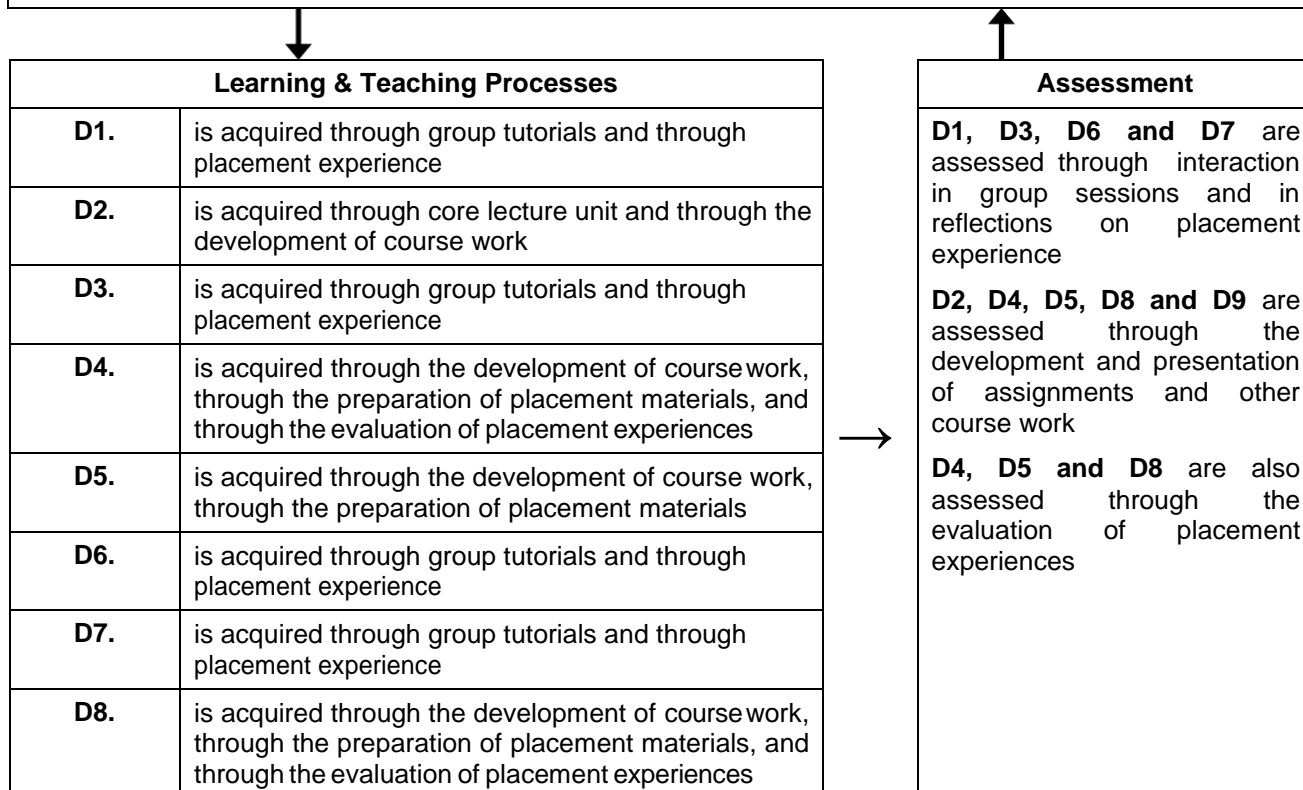 Learning & Teaching Processes
D1.
is acquired through group tutorials and through
placement experience
D2.
is acquired through core lecture unit and through the
development of course work
D3.
is acquired through group tutorials and through
placement experience
D4.
is acquired through the development of course work,
through the preparation of placement materials, and
through the evaluation of placement experiences
D5.
is acquired through the development of course work,
through the preparation of placement materials
D6.
is acquired through group tutorials and through
placement experience
D7.
is acquired through group tutorials and through
placement experience
D8.
is acquired through the development of course work,
through the preparation of placement materials, and
through the evaluation of placement experiences
→
Assessment
D1, D3, D6 and D7 are
assessed through interaction
in group sessions and in
reflections on placement
experience
D2, D4, D5, D8 and D9 are
assessed through the
development and presentation
of assignments and other
course work
D4, D5 and D8 are also
assessed through the
evaluation of placement
experiences